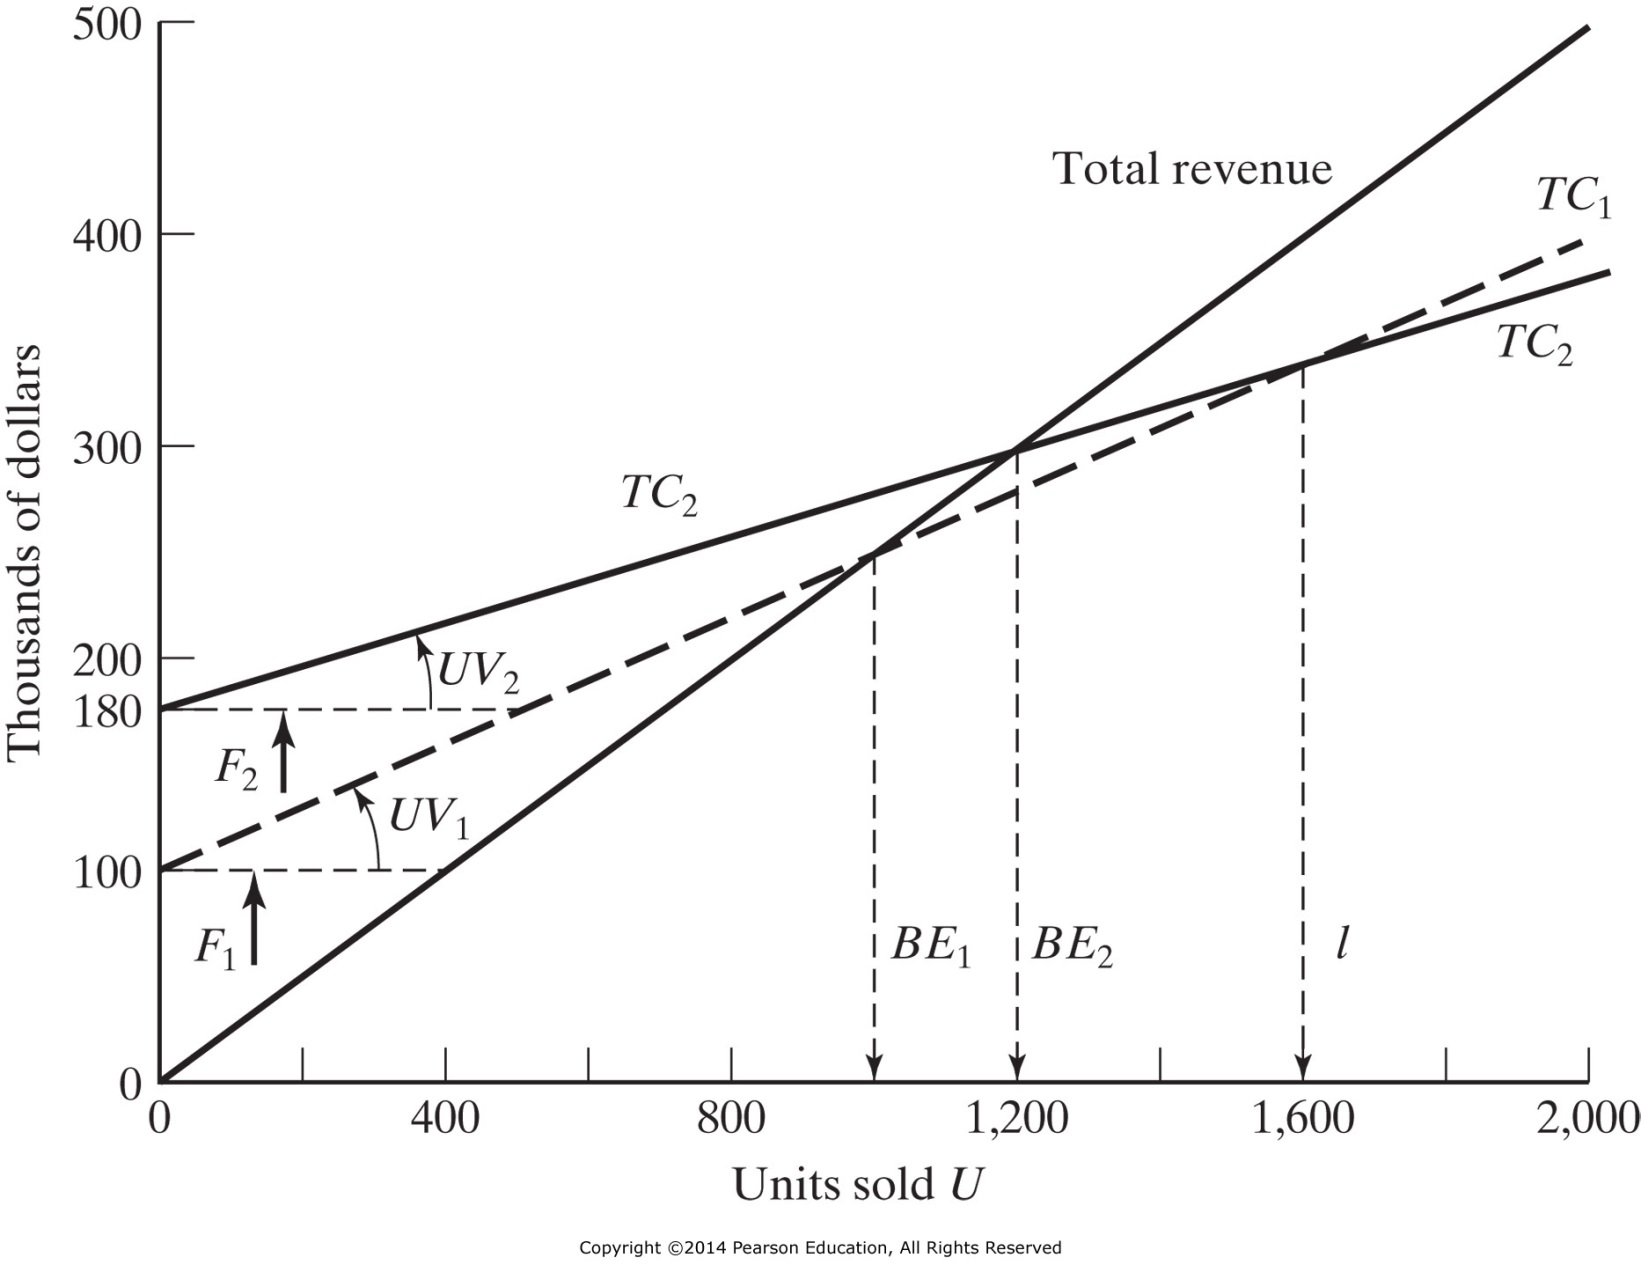 500
Total revenue
TC₁
400
TC₂
300
TC₂
Thousands of dollars
200
UV₂
180
F₂
UV₁
100
F₁
BE₁
BE₂
l
0
0
400
800
1,200
1,600
2,000
Units sold U
Copyright ©2014 Pearson Education, All Rights Reserved